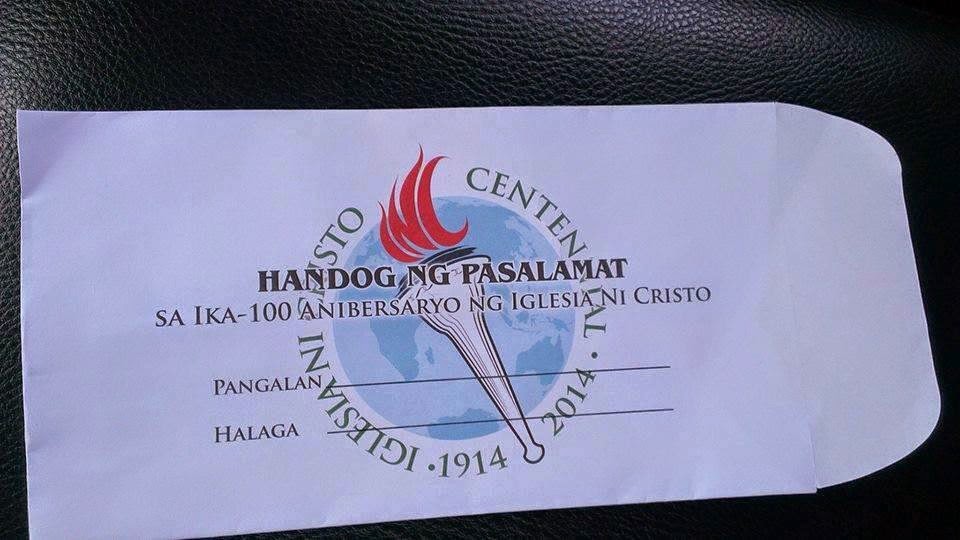 HANDOG NG PASALAMAT
SA IKA-100 ANIBERSARYO NG IGLESIA NI CRISTO
PANGALAN
HALAGA
IGLESIA NI CRISTO CENTENNIAL · 2014 · 1914 ·